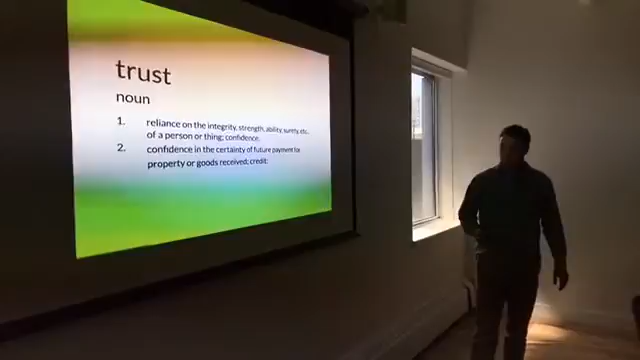 trust
noun
1. reliance on the integrity, strength, ability, surety, etc.,
of a person or thing; confidence.
2. confidence in the certainty of future payment for
property or goods received; credit: